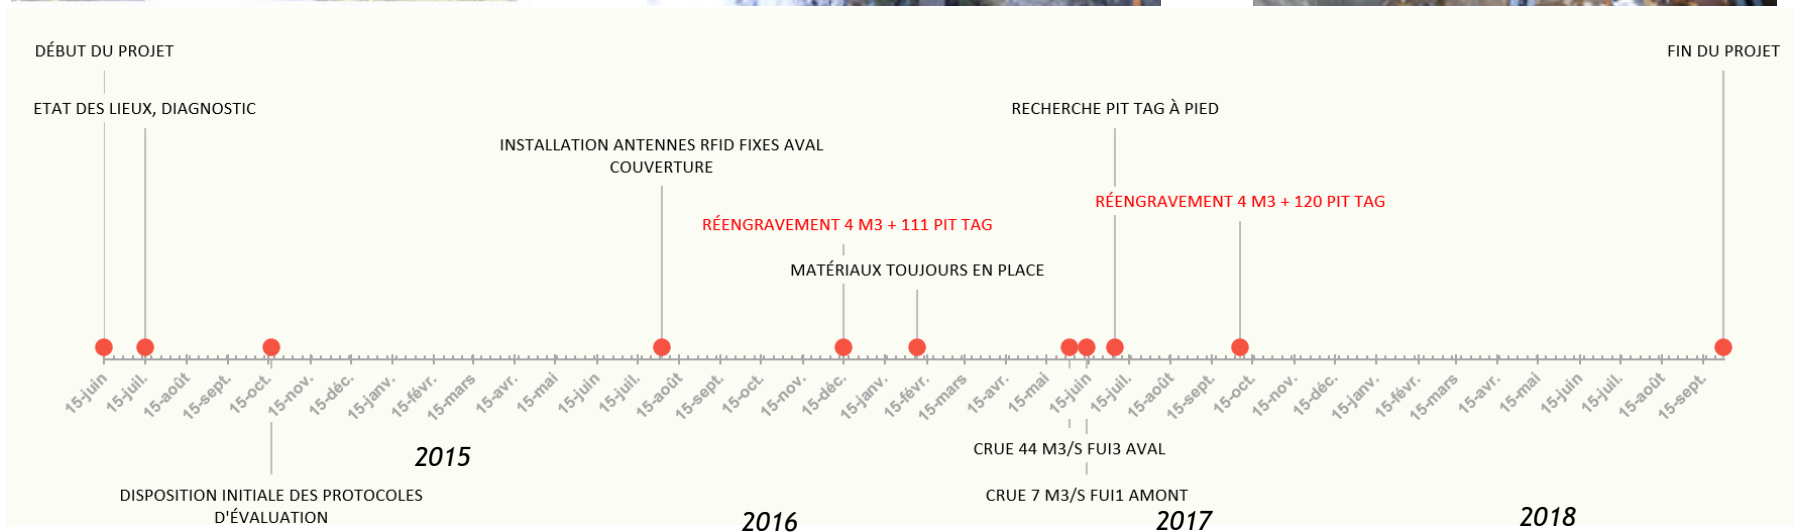 DÉBUT DU PROJET
FIN DU PROJET
ETAT DES LIEUX, DIAGNOSTIC
RECHERCHE PIT TAG À PIED
INSTALLATION ANTENNES RFID FIXES AVAL
COUVERTURE
RÉENGRAVEMENT 4 M3 + 120 PIT TAG
RÉENGRAVEMENT 4 M3 + 111 PIT TAG
MATÉRIAUX TOUJOURS EN PLACE
15-juin
15-juil.
15-août
15-sept.
15-oct.
15-nov.
15-déc.
15-janv.
15-févr.
15-mars
15-avr.
15-mai
15-juin
15-juil.
15-août
15-sept.
15-oct.
15-nov.
15-déc.
15-janv.
15-févr.
15-mars
15-avr.
15-mai
15-juin
15-juil.
15-août
15-sept.
15-oct.
15-nov.
15-déc.
15-janv.
15-févr.
15-mars
15-avr.
15-mai
15-juin
15-juil.
15-août
15-sept.
2015
CRUE 44 M3/S FUI3 AVAL
DISPOSITION INITIALE DES PROTOCOLES
D'ÉVALUATION
CRUE 7 M3/S FUI1 AMONT
2016
2017
2018